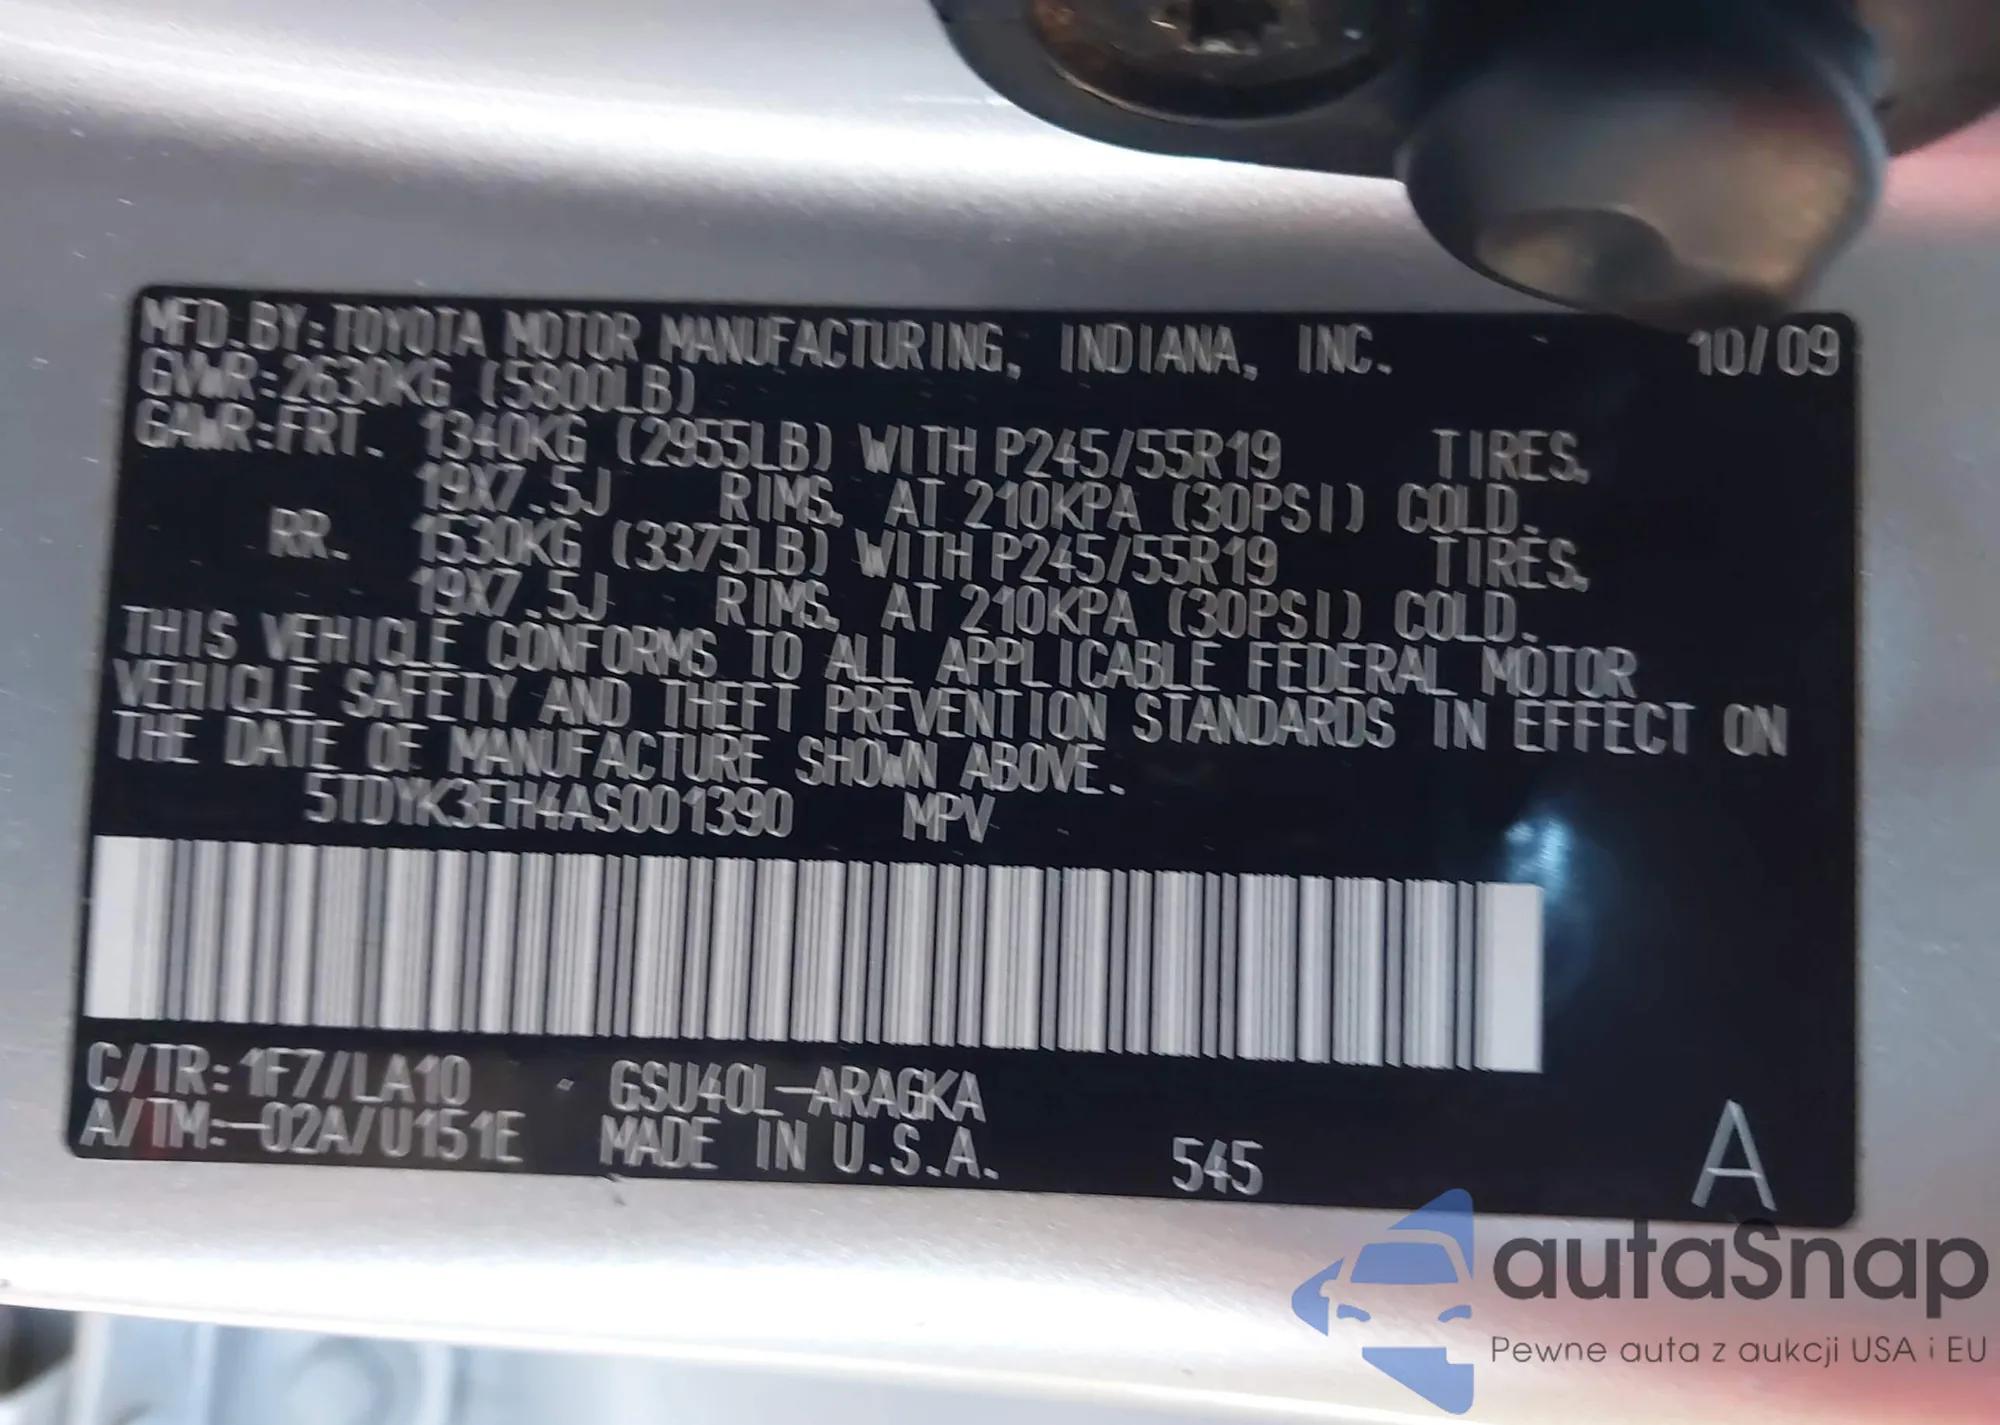 MFD.BY:TOYOTA MOTOR MANUFACTURING, INDIANA, INC. 10/09
GVWR:2630KG (5800LB)
GAWR:FRT. 1340KG (2955LB) WITH P245/55R19 TIRES,
19X7.5J RIMS, AT 210KPA (30PSI) COLD.
RR. 1530KG (3375LB) WITH P245/55R19 TIRES,
19X7.5J RIMS, AT 210KPA (30PSI) COLD.
THIS VEHICLE CONFORMS TO ALL APPLICABLE FEDERAL MOTOR
VEHICLE SAFETY AND THEFT PREVENTION STANDARDS IN EFFECT ON
THE DATE OF MANUFACTURE SHOWN ABOVE.
5TDYK3EH4AS001390 MPV
C/TR:1F7/LA10 GSU40L-ARAGKA
A/TM:-02A/U151E MADE IN U.S.A. 545 A
autaSnap
Pewne auta z aukcji USA i EU